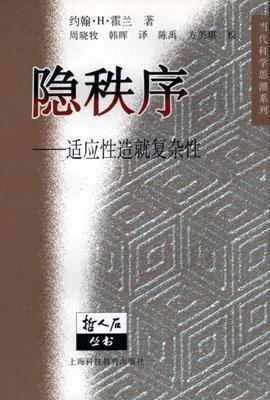 约翰·H·霍兰 著
周晓牧 韩晖 译 陈禹 方美琪 校
隐秩序
——适应性造就复杂性
当代科学思潮系列
哲人石
丛书
上海科技教育出版社